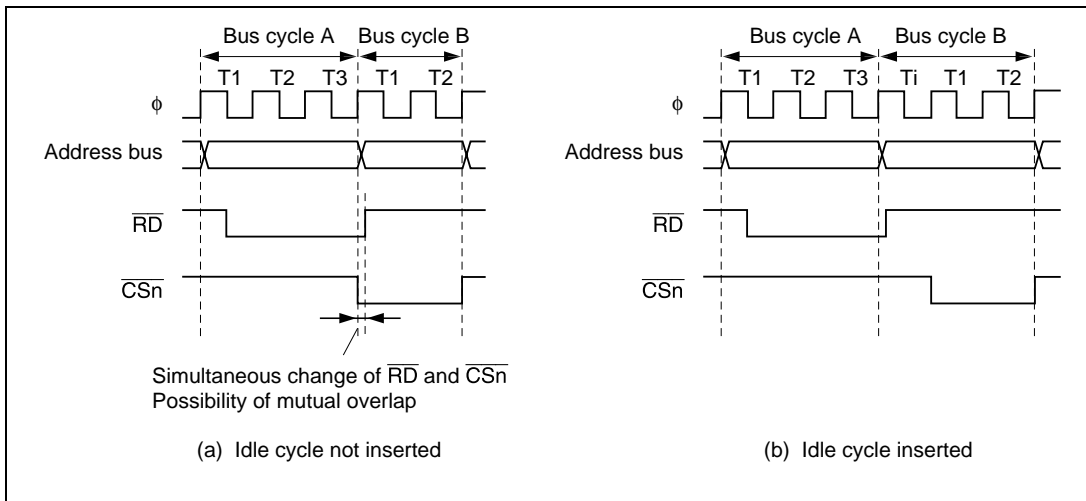 Bus cycle A Bus cycle B
T1 T2 T3 T1 T2
φ
Address bus
RD
CSn
Simultaneous change of RD and CSn
Possibility of mutual overlap
(a) Idle cycle not inserted
Bus cycle A Bus cycle B
T1 T2 T3 Ti T1 T2
φ
Address bus
RD
CSn
(b) Idle cycle inserted